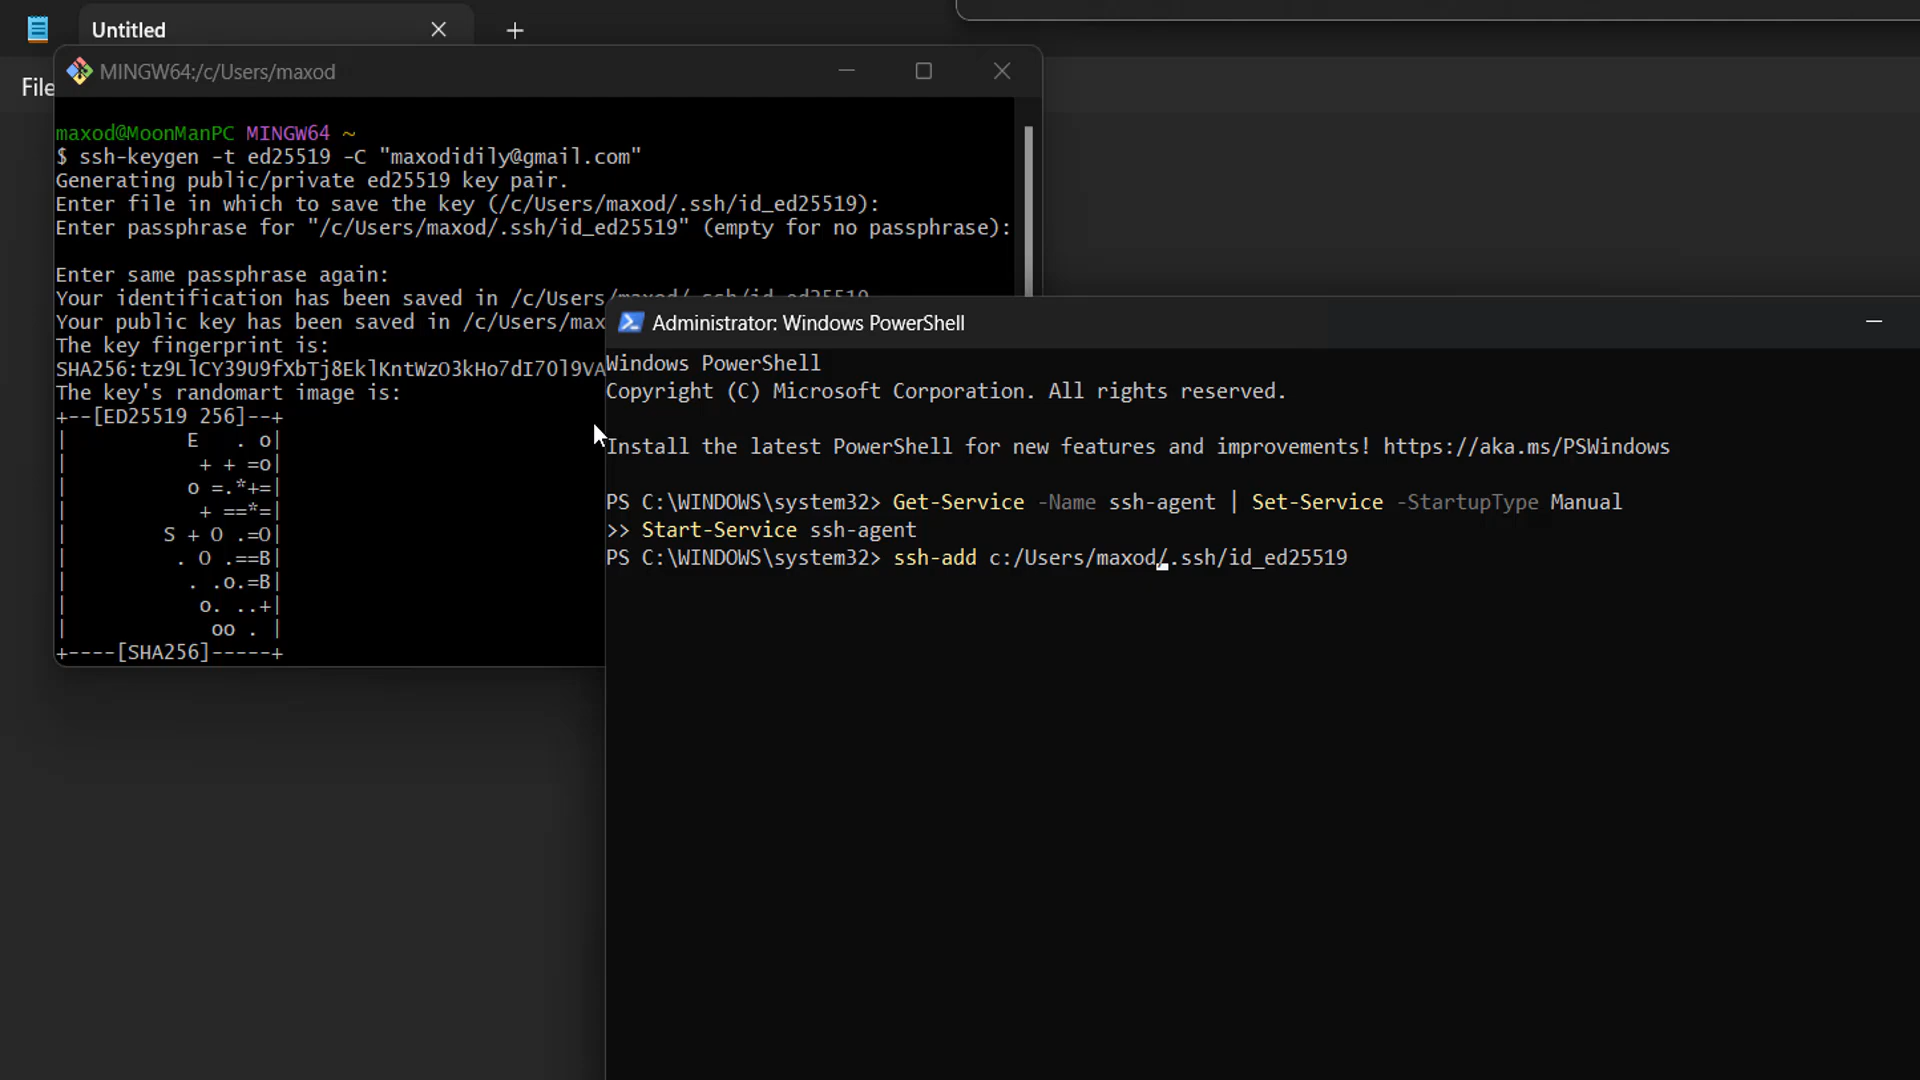 Untitled
File
MINGW64:/c/Users/maxod
maxod@MoonManPC MINGW64 ~
$ ssh-keygen -t ed25519 -C "maxodidily@gmail.com"
Generating public/private ed25519 key pair.
Enter file in which to save the key (/c/Users/maxod/.ssh/id_ed25519):
Enter passphrase for "/c/Users/maxod/.ssh/id_ed25519" (empty for no passphrase):
Enter same passphrase again:
Your identification has been saved in /c/Users/maxod/.ssh/id_ed25519
Your public key has been saved in /c/Users/max
The key fingerprint is:
SHA256:tz9LlCY39U9fXbTj8EklKntWzO3kHo7dI7Ol9VA
The key's randomart image is:
+--[ED25519 256]--+
|          E   . o|
|           + + =o|
|          o =.*+=|
|           + ==*=|
|        S + O .=O|
|         . O .==B|
|          . .o.=B|
|           o. ..+|
|            oo . |
+----[SHA256]-----+
Administrator: Windows PowerShell
Windows PowerShell
Copyright (C) Microsoft Corporation. All rights reserved.
Install the latest PowerShell for new features and improvements! https://aka.ms/PSWindows
PS C:\WINDOWS\system32> Get-Service -Name ssh-agent | Set-Service -StartupType Manual
>> Start-Service ssh-agent
PS C:\WINDOWS\system32> ssh-add c:/Users/maxod/.ssh/id_ed25519